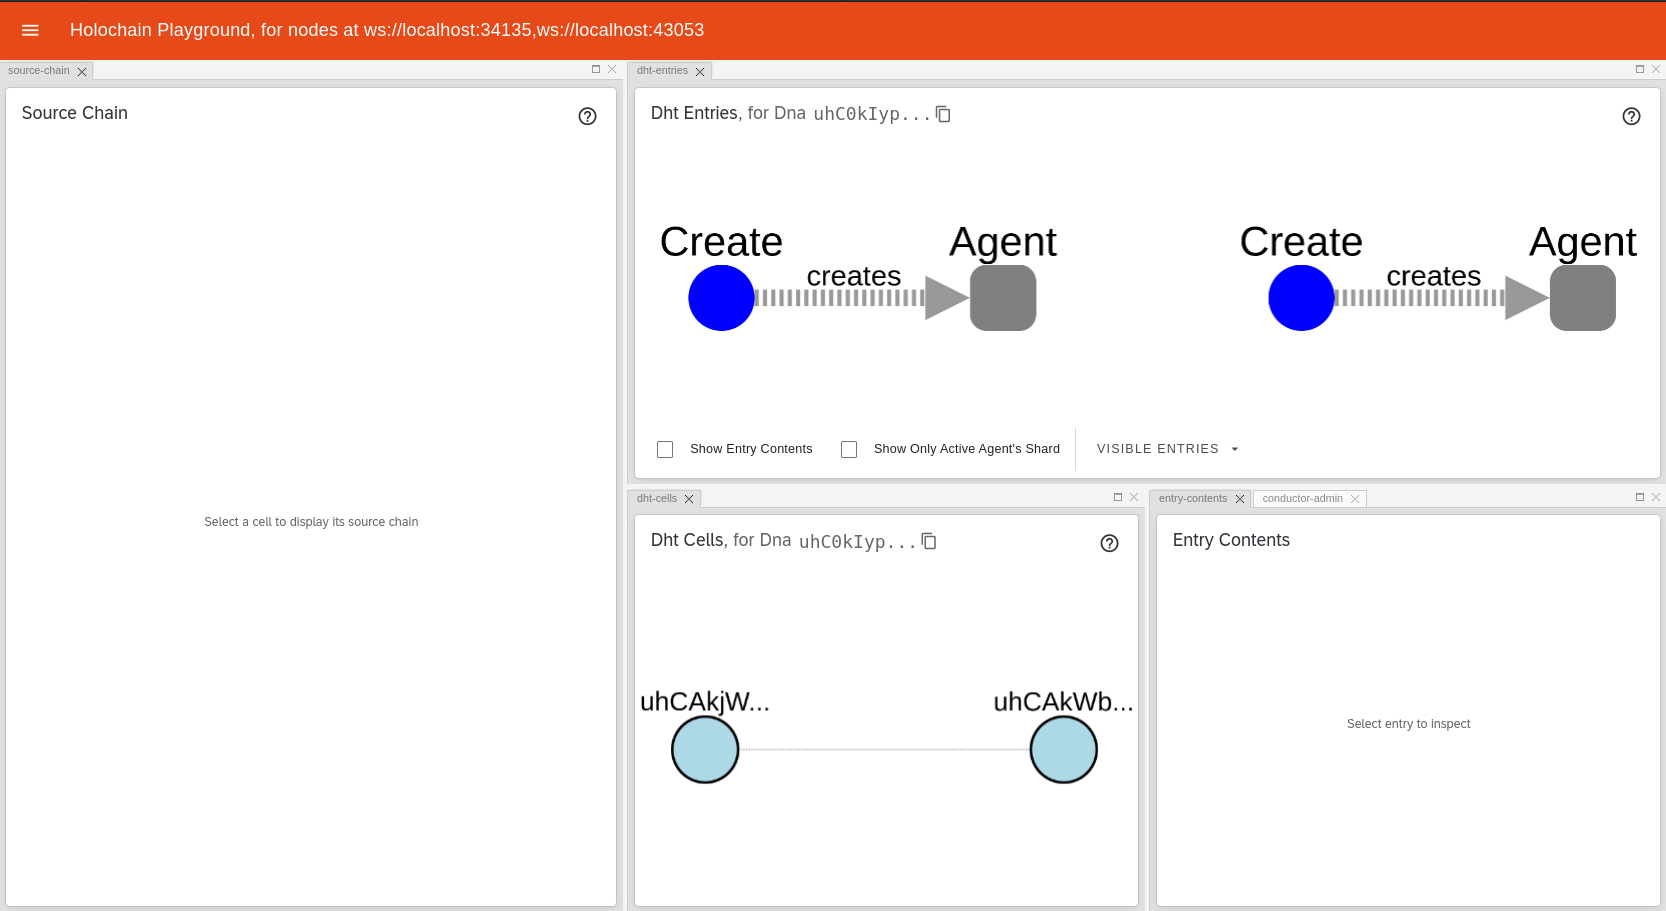 Holochain Playground, for nodes at ws://localhost:34135,ws://localhost:43053
source-chain
Source Chain
Select a cell to display its source chain
dht-entries
Dht Entries, for Dna uhC0kIyp...
Create
creates
Agent
Create
creates
Agent
Show Entry Contents
Show Only Active Agent's Shard
VISIBLE ENTRIES
dht-cells
Dht Cells, for Dna uhC0kIyp...
uhCAkjW...
uhCAkWb...
entry-contents
conductor-admin
Entry Contents
Select entry to inspect